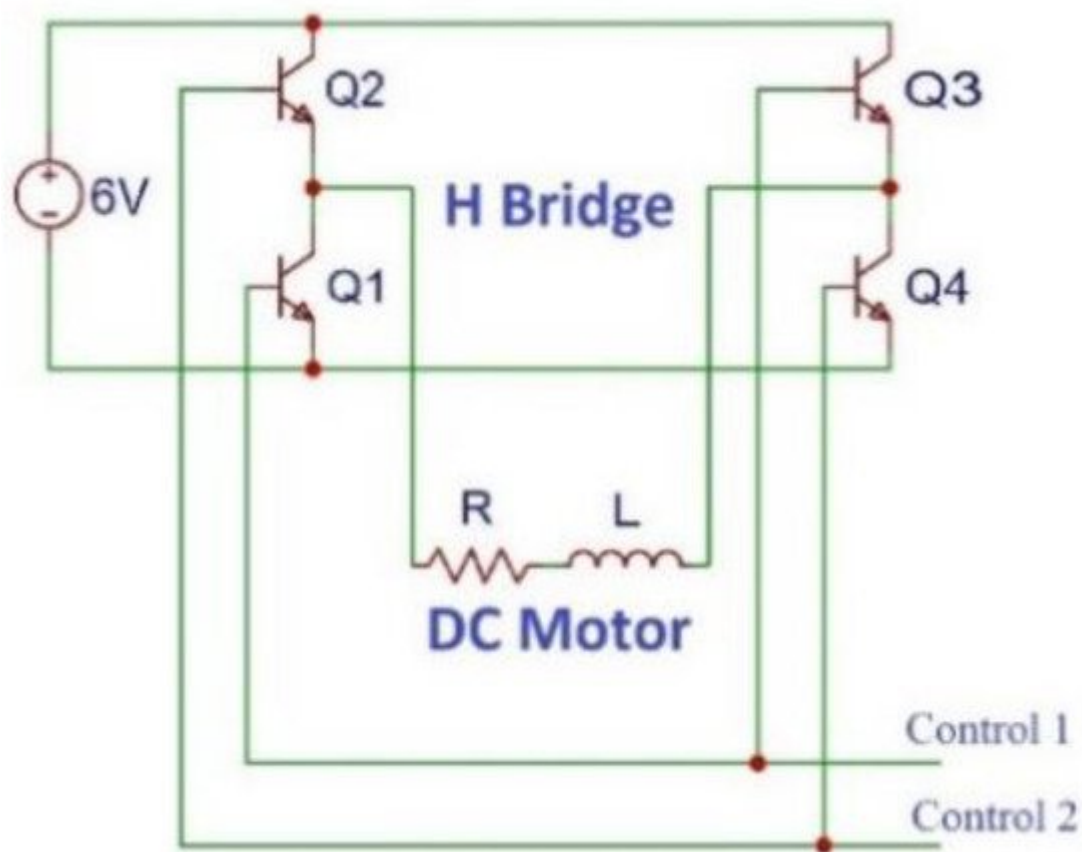 Q2
Q3
+
6V
-
H Bridge
Q1
Q4
R
L
DC Motor
Control 1
Control 2